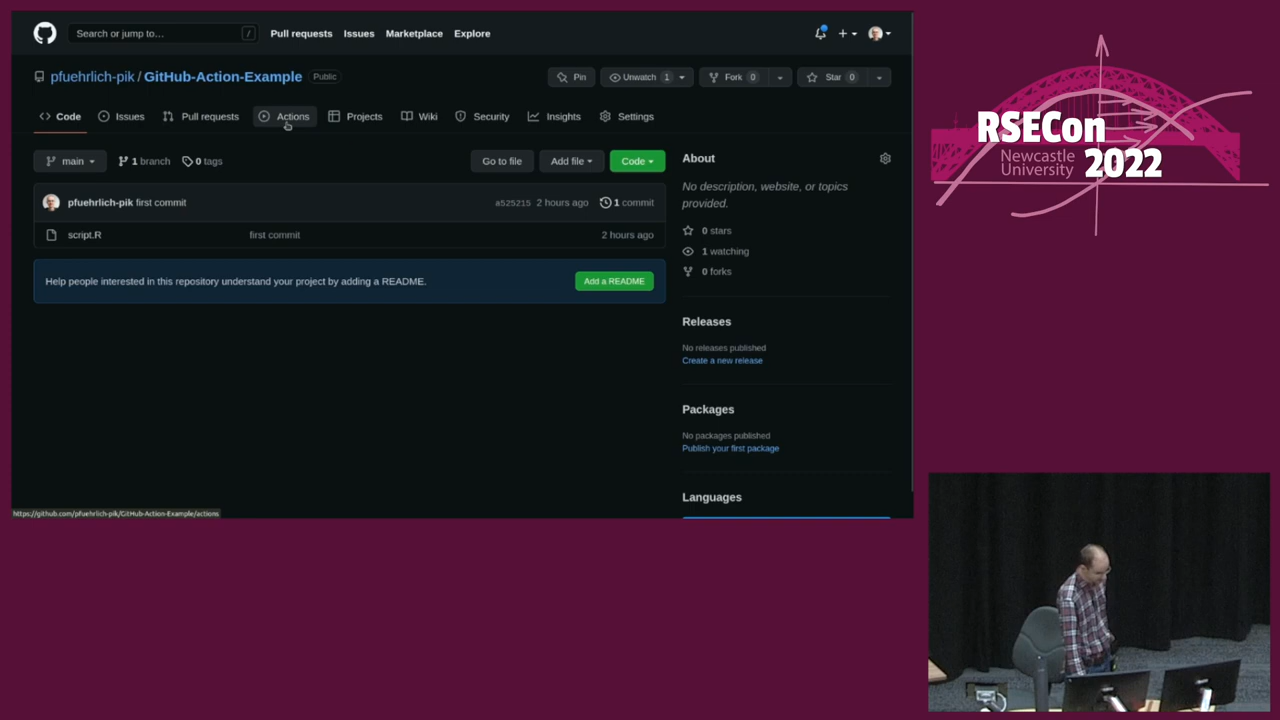 Search or jump to… /
Pull requests Issues Marketplace Explore
pfuehrlich-pik / GitHub-Action-Example Public
Pin Unwatch 1 Fork 0 Star 0
Code Issues Pull requests Actions Projects Wiki Security Insights Settings
main 1 branch 0 tags Go to file Add file Code
pfuehrlich-pik first commit a525215 2 hours ago 1 commit
script.R first commit 2 hours ago
Help people interested in this repository understand your project by adding a README. Add a README
About
No description, website, or topics
provided.
0 stars
1 watching
0 forks
Releases
No releases published
Create a new release
Packages
No packages published
Publish your first package
Languages
https://github.com/pfuehrlich-pik/GitHub-Action-Example/actions
RSECon
Newcastle
University 2022